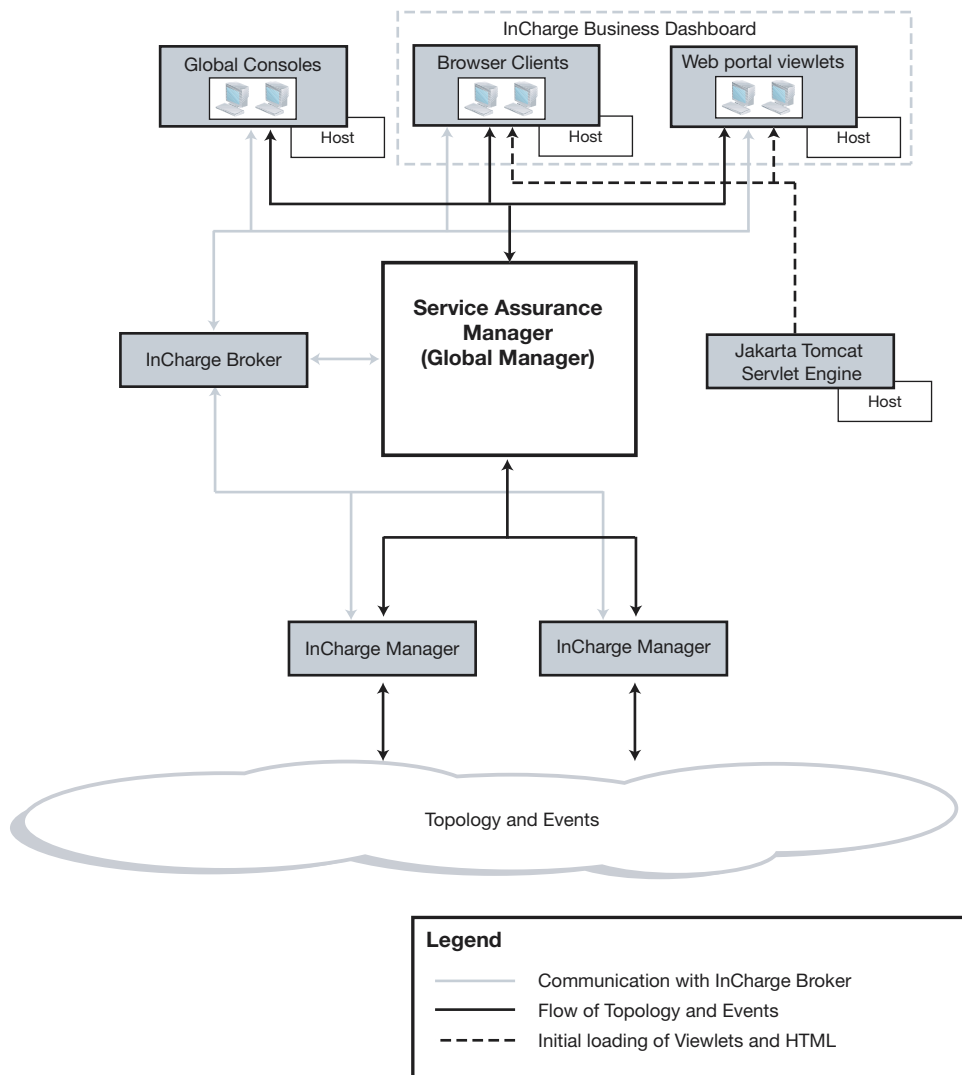 InCharge Business Dashboard
Global Consoles
Browser Clients
Web portal viewlets
Host
Host
Host
Service Assurance
Manager
(Global Manager)
InCharge Broker
Jakarta Tomcat
Servlet Engine
Host
InCharge Manager
InCharge Manager
Topology and Events
Legend
Communication with InCharge Broker
Flow of Topology and Events
Initial loading of Viewlets and HTML